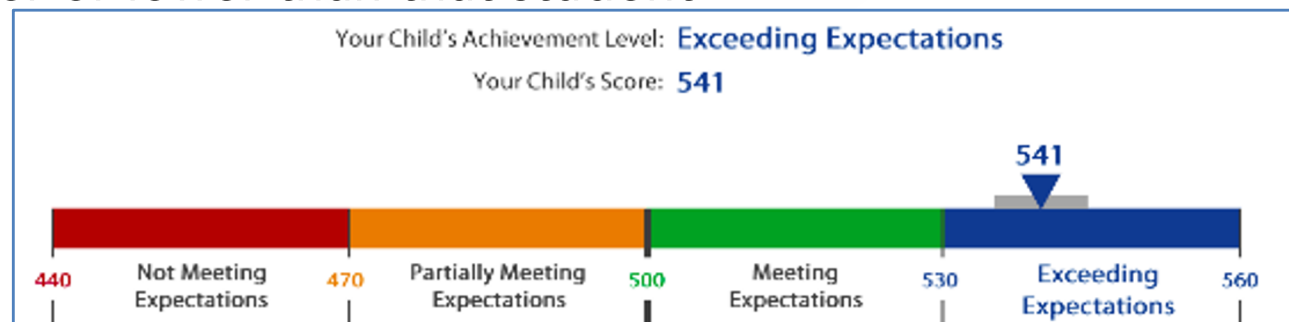 Your Child's Achievement Level: Exceeding Expectations
Your Child's Score: 541
541
440 Not Meeting Expectations 470 Partially Meeting Expectations 500 Meeting Expectations 530 Exceeding Expectations 560